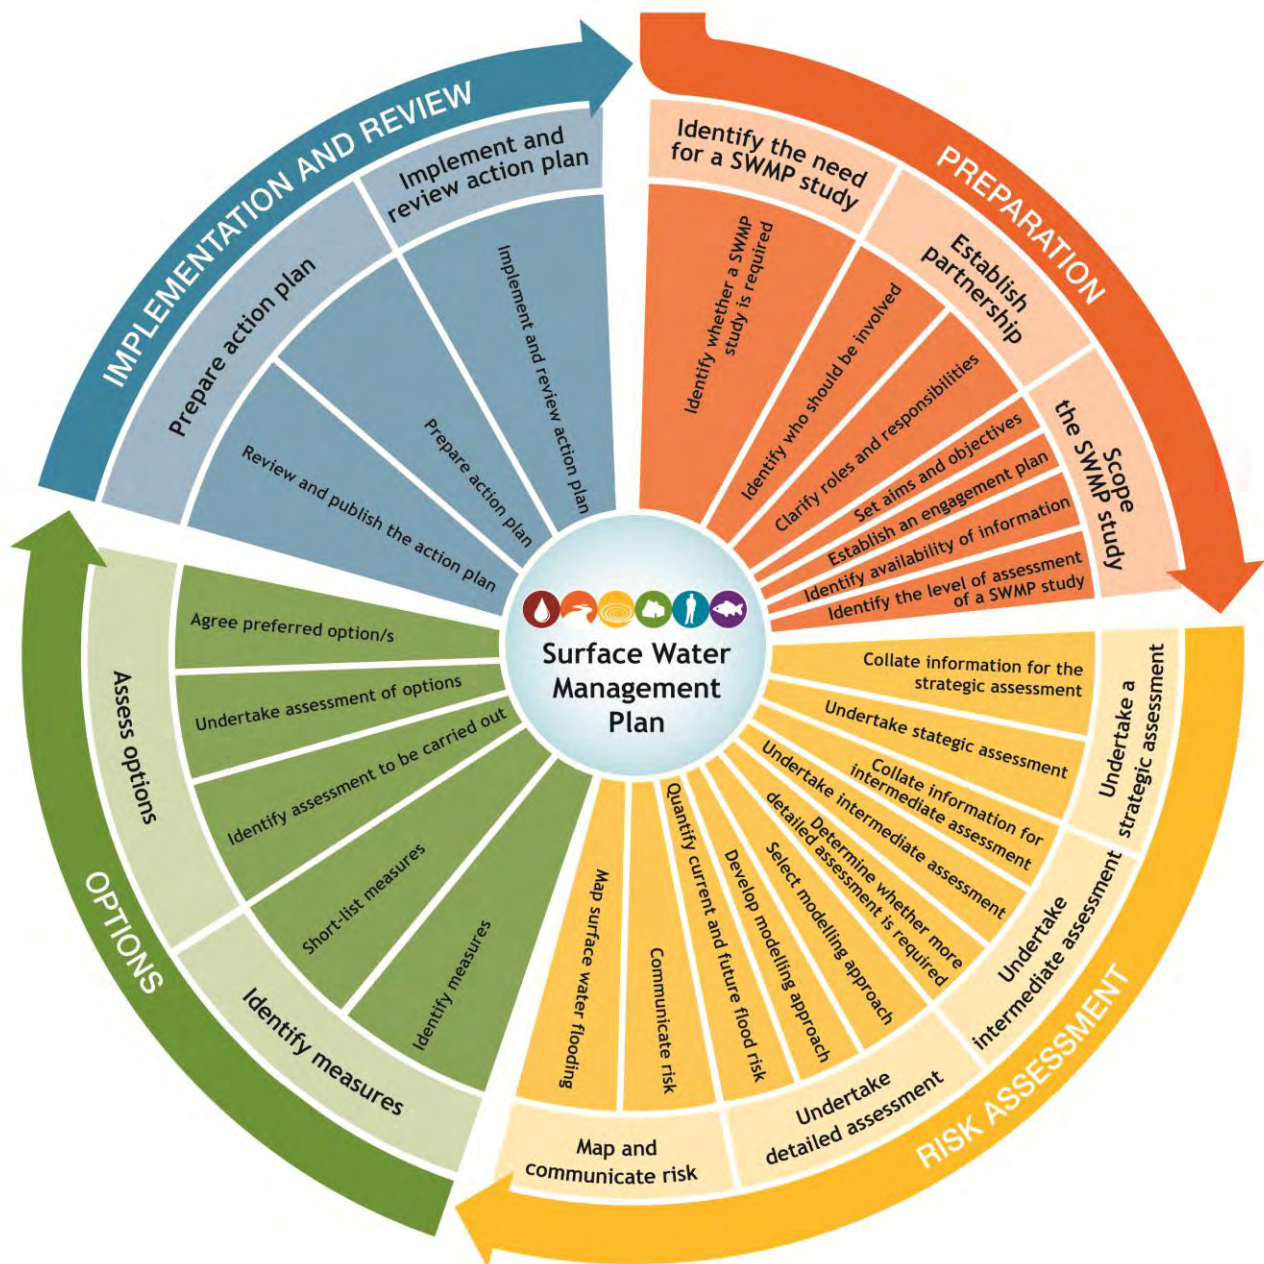 PREPARATION
Identify the need
for a SWMP study
Identify whether a SWMP
study is required
Establish
partnership
Identify who should be involved
Clarify roles and responsibilities
Scope
the SWMP study
Set aims and objectives
Establish an engagement plan
Identify availability of information
Identify the level of assessment
of a SWMP study
RISK ASSESSMENT
Undertake a
strategic assessment
Collate information for the
strategic assessment
Undertake stategic assessment
Undertake
intermediate assessment
Collate information for
intermediate assessment
Undertake intermediate assessment
Determine whether more
detailed assessment is required
Undertake
detailed assessment
Select modelling approach
Develop modelling approach
Quantify current and future flood risk
Map and
communicate risk
Communicate risk
Map surface water flooding
OPTIONS
Identify measures
Identify measures
Short-list measures
Assess options
Identify assessment to be carried out
Undertake assessment of options
Agree preferred option/s
IMPLEMENTATION AND REVIEW
Prepare action plan
Review and publish the action plan
Prepare action plan
Implement and
review action plan
Implement and review action plan
Surface Water
Management
Plan